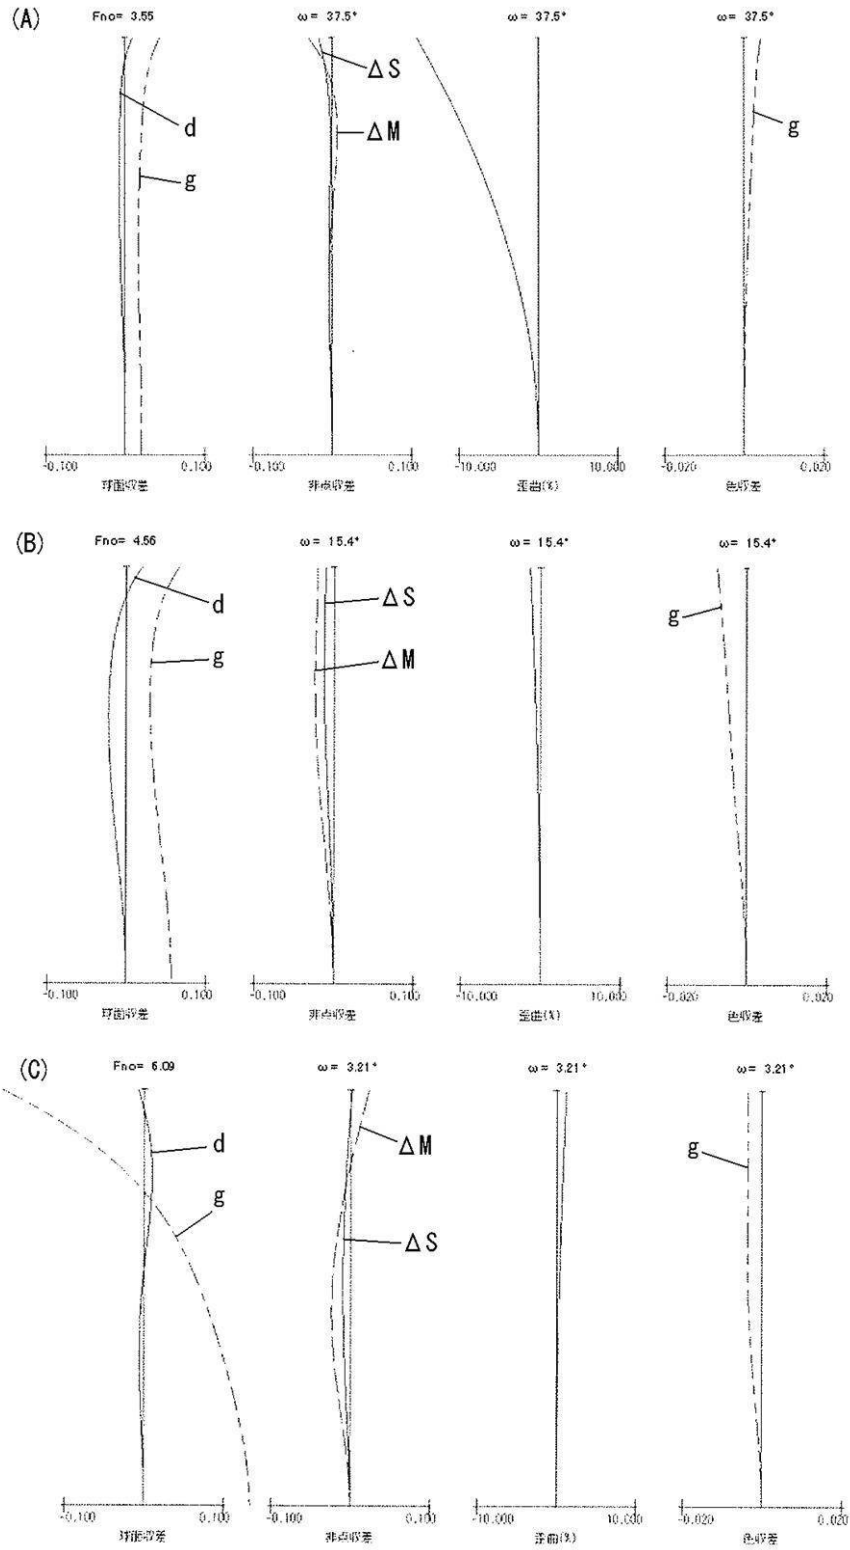 (A)
Fno= 3.55
ω= 37.5°
ω= 37.5°
ω= 37.5°
ΔS
d
ΔM
g
g
-0.100
0.100
-0.100
0.100
-10.000
10.000
-0.020
0.020
球面収差
非点収差
歪曲(%)
色収差
(B)
Fno= 4.56
ω= 15.4°
ω= 15.4°
ω= 15.4°
d
ΔS
g
g
ΔM
-0.100
0.100
-0.100
0.100
-10.000
10.000
-0.020
0.020
球面収差
非点収差
歪曲(%)
色収差
(C)
Fno= 6.09
ω= 3.21°
ω= 3.21°
ω= 3.21°
d
ΔM
g
g
ΔS
-0.100
0.100
-0.100
0.100
-10.000
10.000
-0.020
0.020
球面収差
非点収差
歪曲(%)
色収差